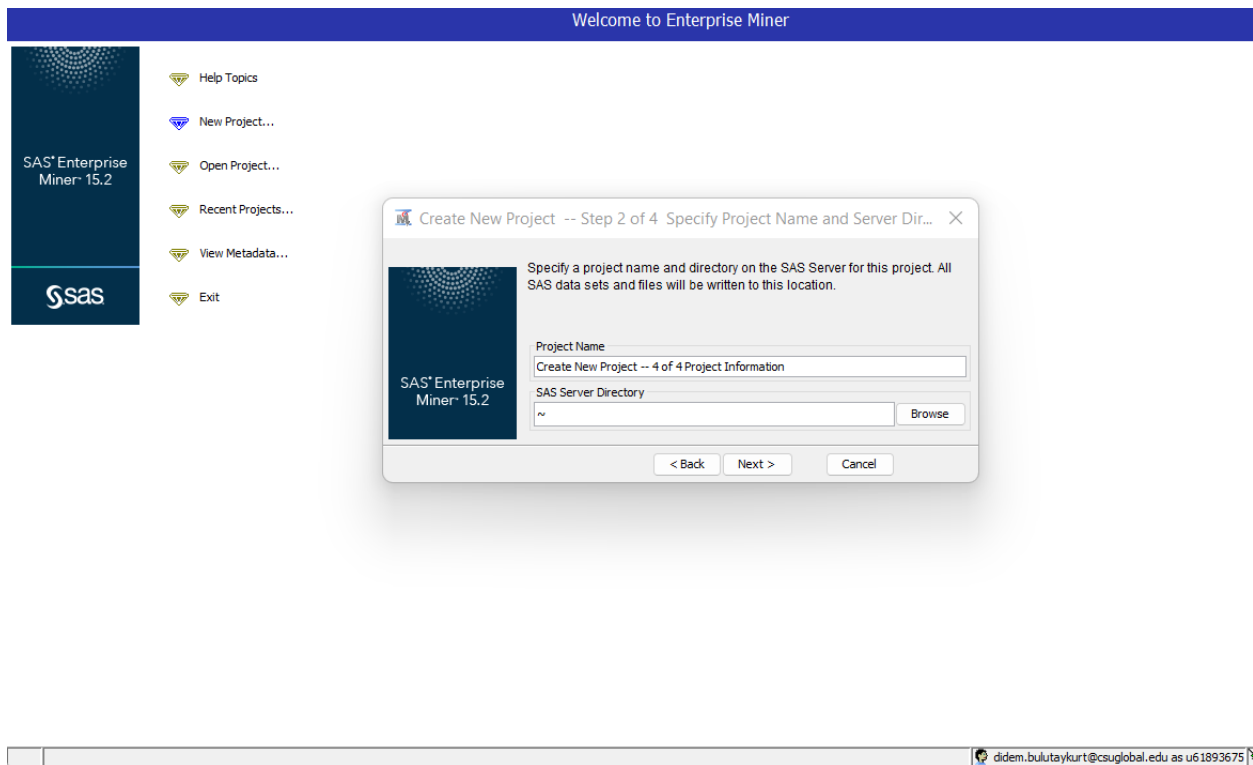 Welcome to Enterprise Miner
Help Topics
New Project...
SAS® Enterprise
Miner™ 15.2
Open Project...
Recent Projects...
View Metadata...
Exit
sas
Create New Project -- Step 2 of 4 Specify Project Name and Server Dir...
Specify a project name and directory on the SAS Server for this project. All
SAS data sets and files will be written to this location.
Project Name
Create New Project -- 4 of 4 Project Information
SAS® Enterprise
Miner™ 15.2
SAS Server Directory
~
Browse
< Back
Next >
Cancel
didem.bulutaykurt@csuglobal.edu as u61893675